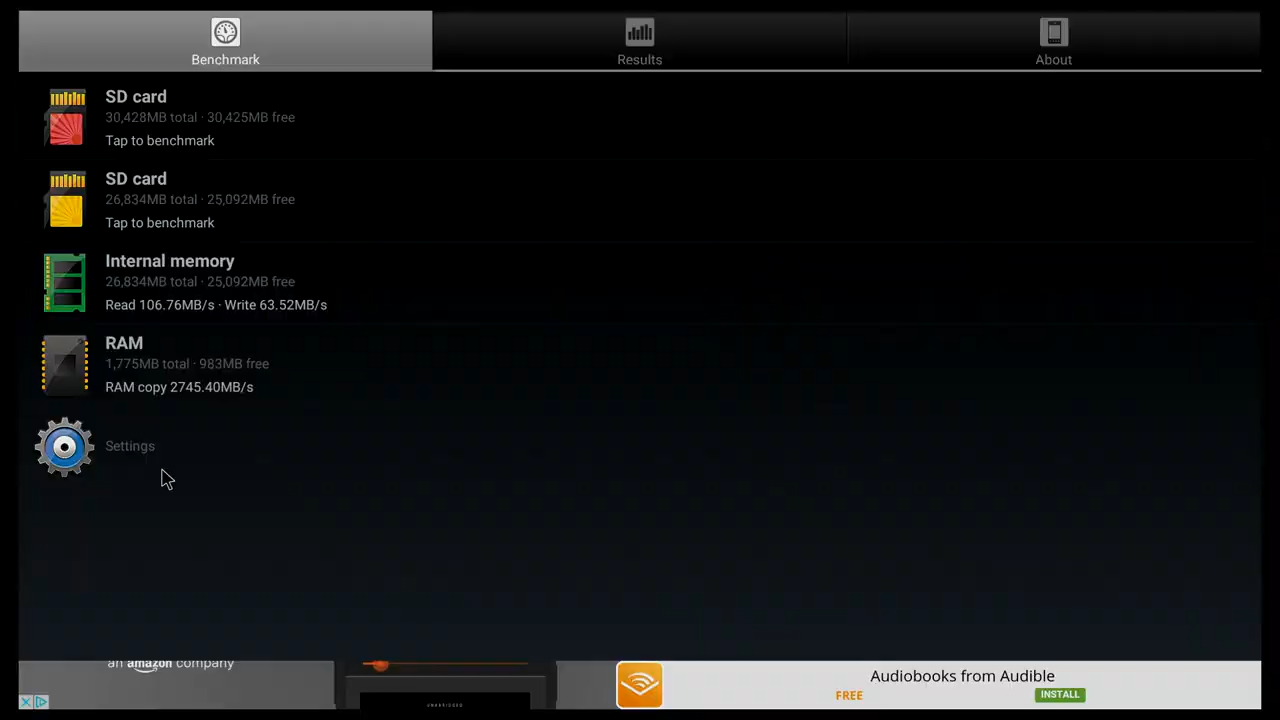 Benchmark
Results
About
SD card
30,428MB total · 30,425MB free
Tap to benchmark
SD card
26,834MB total · 25,092MB free
Tap to benchmark
Internal memory
26,834MB total · 25,092MB free
Read 106.76MB/s · Write 63.52MB/s
RAM
1,775MB total · 983MB free
RAM copy 2745.40MB/s
Settings
an amazon company
UNABRIDGED
Audiobooks from Audible
FREE
INSTALL